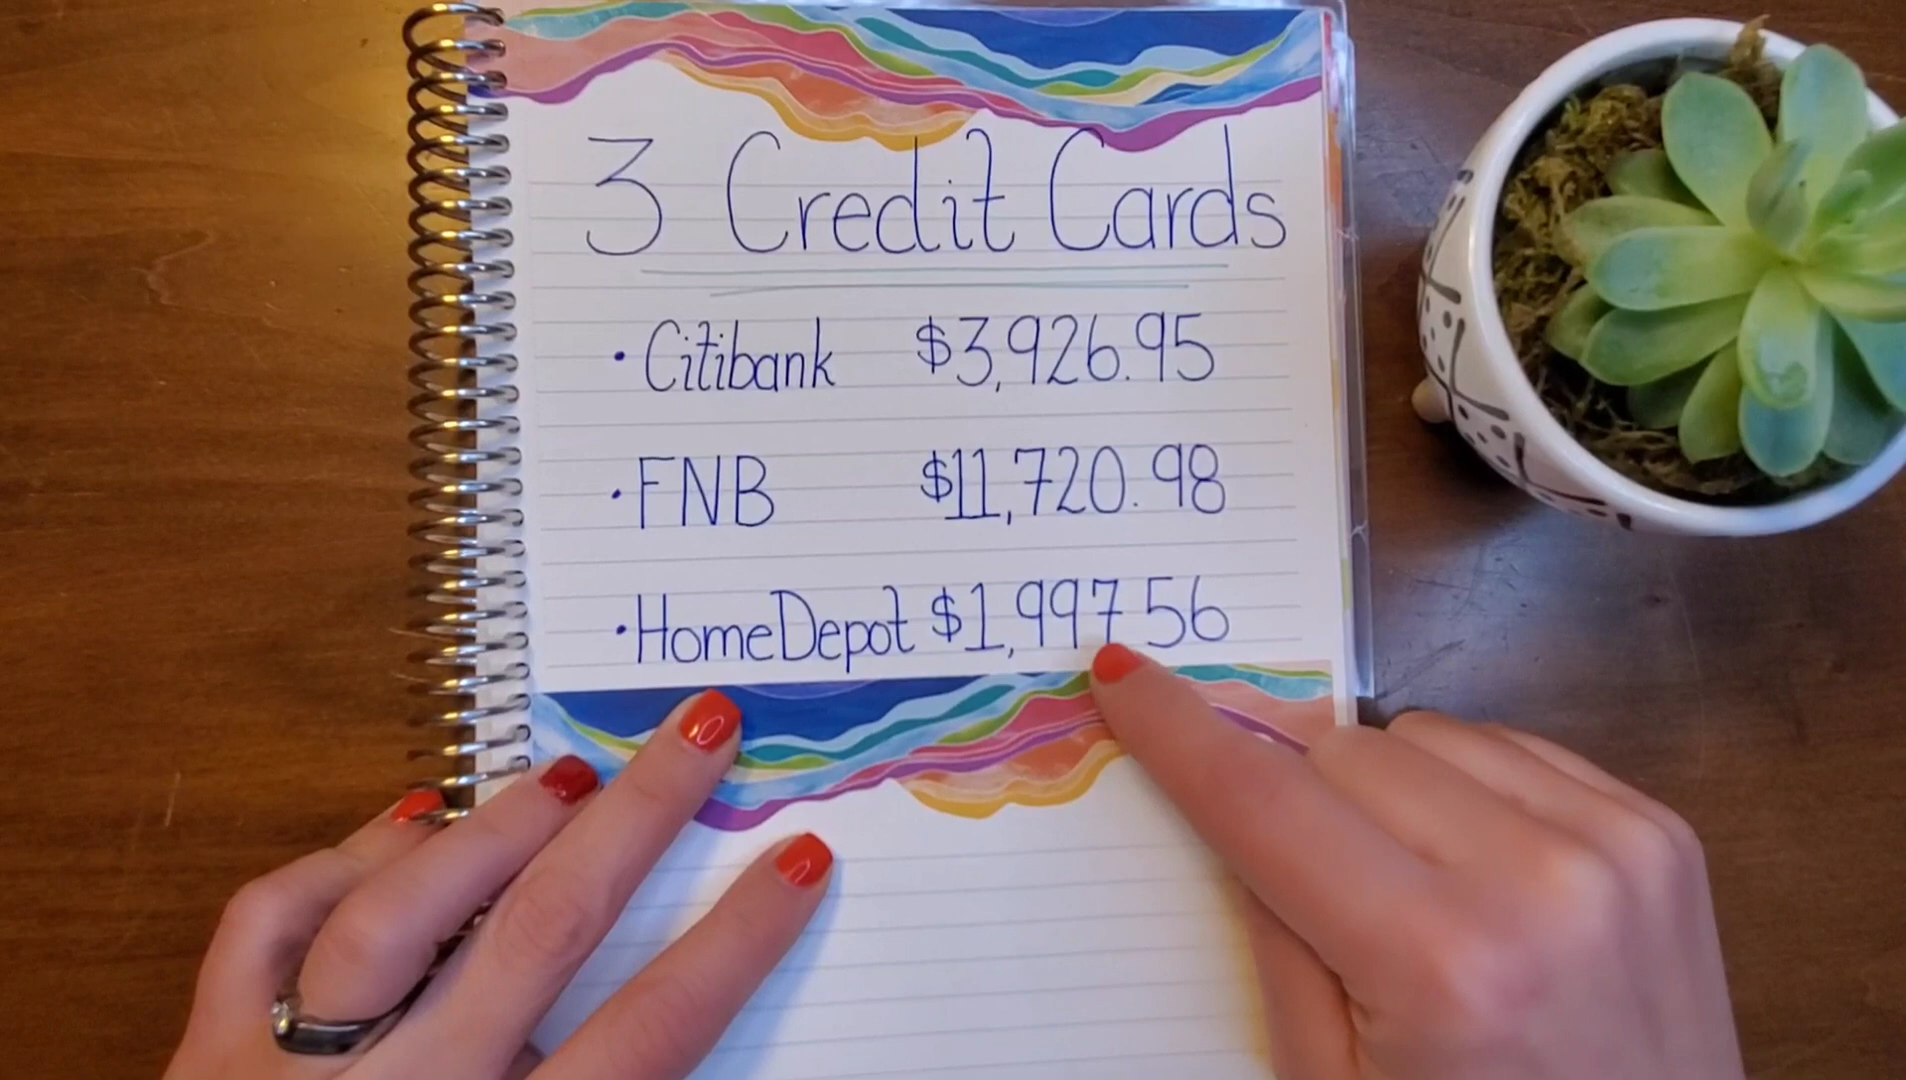 3 Credit Cards
• Citibank $3,926.95
• FNB $11,720.98
• HomeDepot $1,997.56